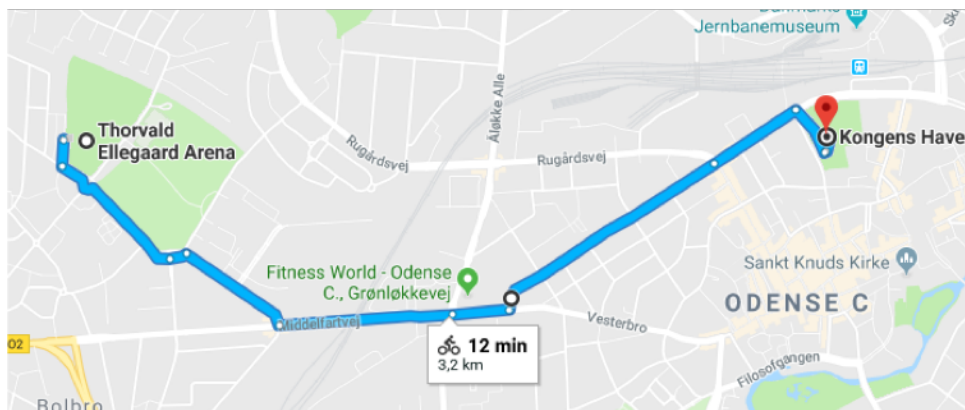 Danmarks
Jernbanemuseum
Thorvald
Ellegaard Arena
Åløkke Alle
Rugårdsvej
Rugårdsvej
Kongens Have
Fitness World - Odense
C., Grønløkkevej
Sankt Knuds Kirke
ODENSE C
Middelfartvej
Vesterbro
02
12 min
3,2 km
Filosofgangen
Bolbro